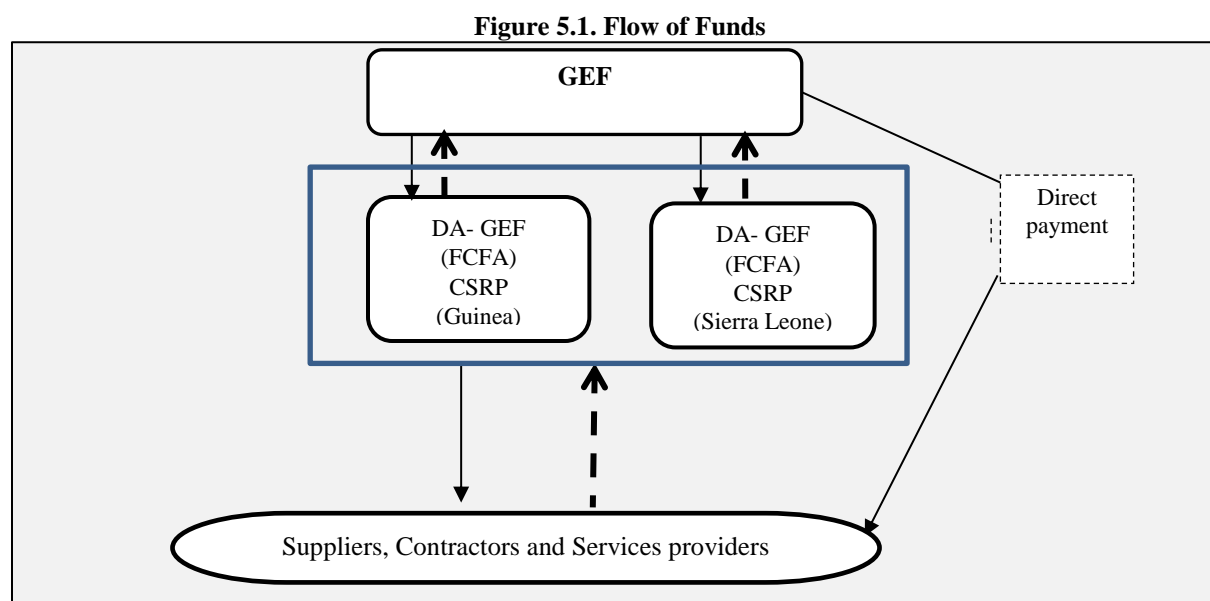 Figure 5.1. Flow of Funds
GEF
DA- GEF
(FCFA)
CSRP
(Guinea)
DA- GEF
(FCFA)
CSRP
(Sierra Leone)
Direct
payment
Suppliers, Contractors and Services providers